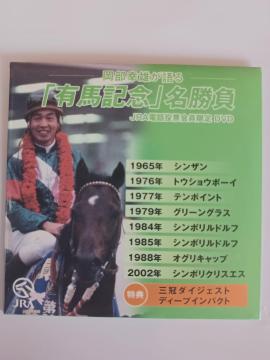 岡部幸雄が語る
「有馬記念」名勝負
JRA電話投票会員限定DVD
1965年 シンザン
1976年 トウショウボーイ
1977年 テンポイント
1979年 グリーングラス
1984年 シンボリルドルフ
1985年 シンボリルドルフ
1988年 オグリキャップ
2002年 シンボリクリスエス
特典 三冠ダイジェスト
ディープインパクト
JRA
第